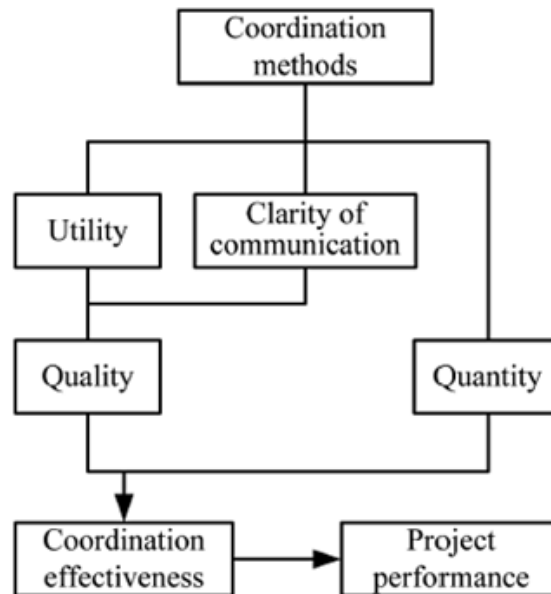 Coordination
methods
Utility
Clarity of
communication
Quality
Quantity
Coordination
effectiveness
Project
performance